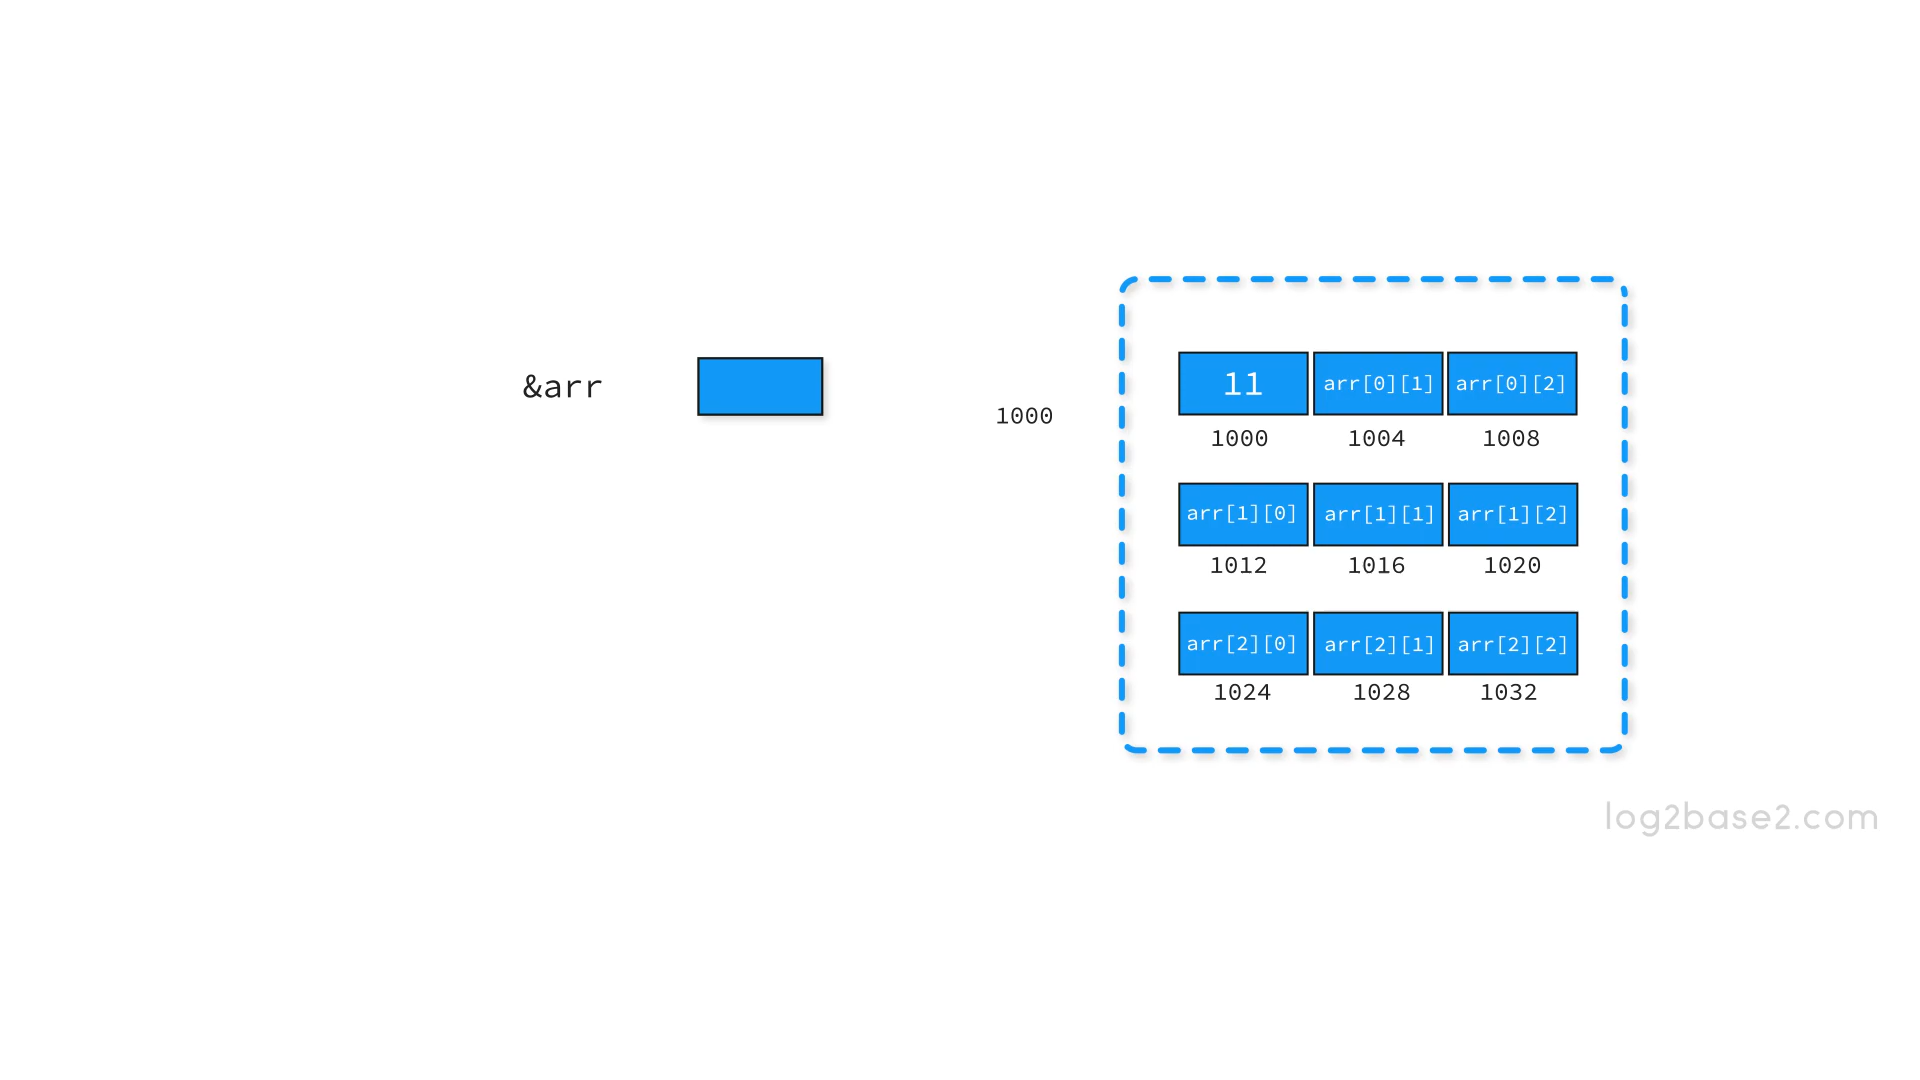 &arr
1000
11 arr[0][1] arr[0][2]
1000 1004 1008
arr[1][0] arr[1][1] arr[1][2]
1012 1016 1020
arr[2][0] arr[2][1] arr[2][2]
1024 1028 1032
log2base2.com